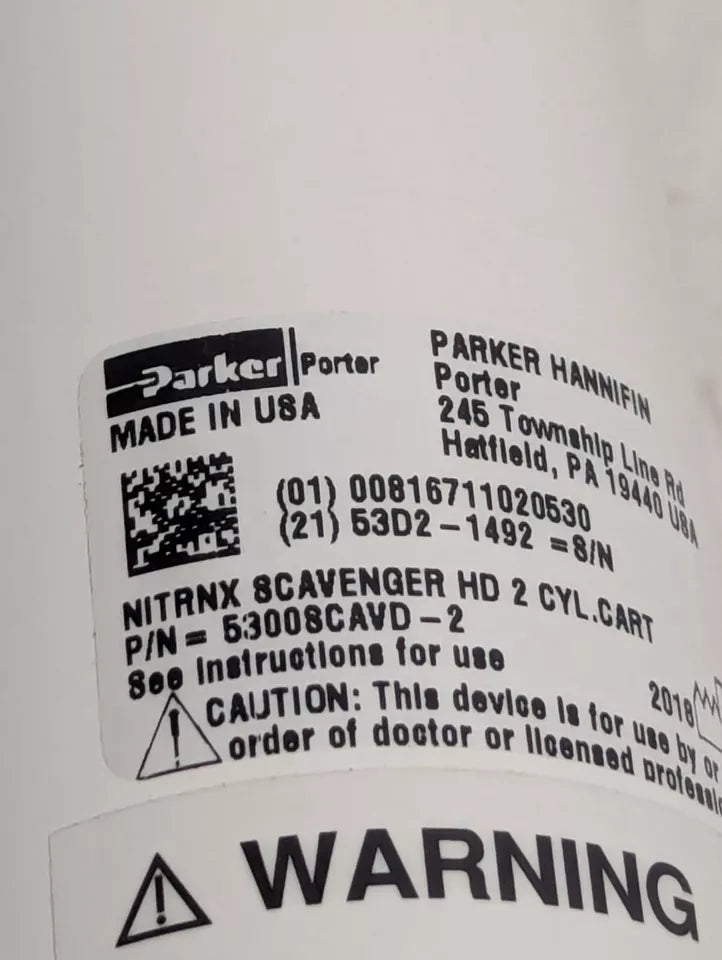 Parker Porter
MADE IN USA
PARKER HANNIFIN
Porter
245 Township Line Rd
Hatfield, PA 19440 USA
(01) 00816711020530
(21) 53D2-1492 =S/N
NITRNX SCAVENGER HD 2 CYL.CART
P/N= 5300SCAVD-2
See instructions for use
2016
CAUTION: This device is for use by or
order of doctor or licensed
WARNING